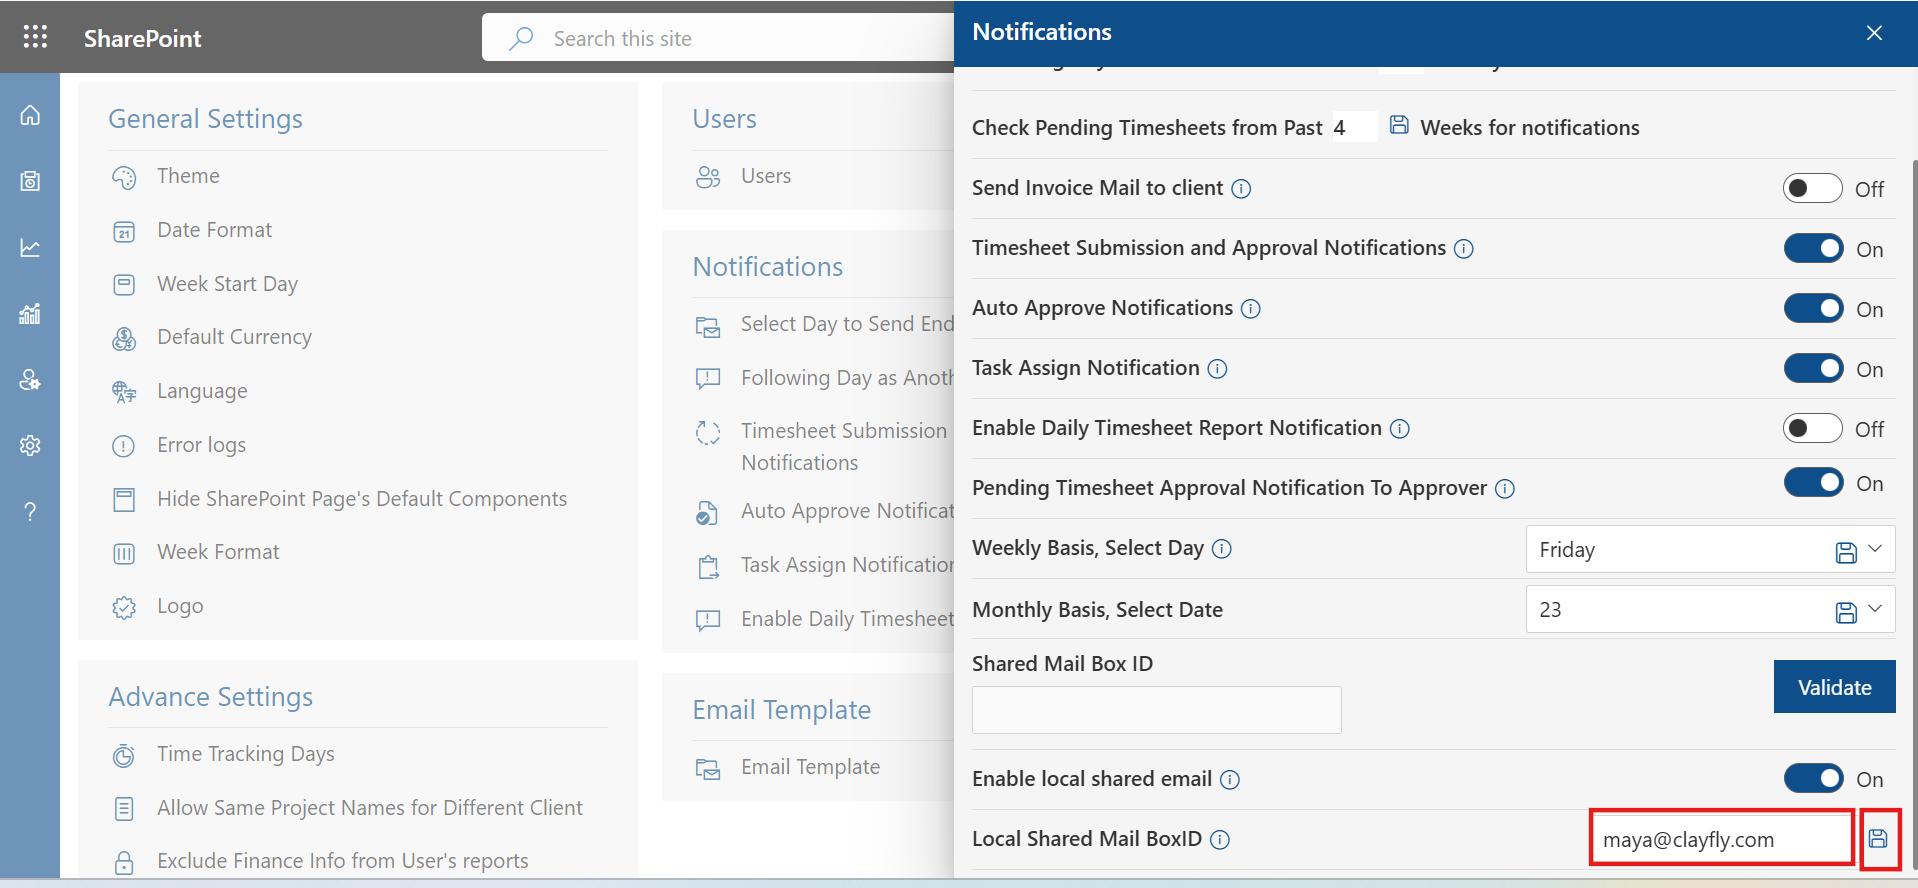 SharePoint
Search this site
General Settings
Theme
Date Format
Week Start Day
Default Currency
Language
Error logs
Hide SharePoint Page's Default Components
Week Format
Logo
Advance Settings
Time Tracking Days
Allow Same Project Names for Different Client
Exclude Finance Info from User's reports
Users
Users
Notifications
Select Day to Send End
Following Day as Anoth
Timesheet Submission
Notifications
Auto Approve Notificat
Task Assign Notification
Enable Daily Timesheet
Email Template
Email Template
Notifications
Check Pending Timesheets from Past 4 Weeks for notifications
Send Invoice Mail to client Off
Timesheet Submission and Approval Notifications On
Auto Approve Notifications On
Task Assign Notification On
Enable Daily Timesheet Report Notification Off
Pending Timesheet Approval Notification To Approver On
Weekly Basis, Select Day Friday
Monthly Basis, Select Date 23
Shared Mail Box ID
Validate
Enable local shared email On
Local Shared Mail BoxID maya@clayfly.com